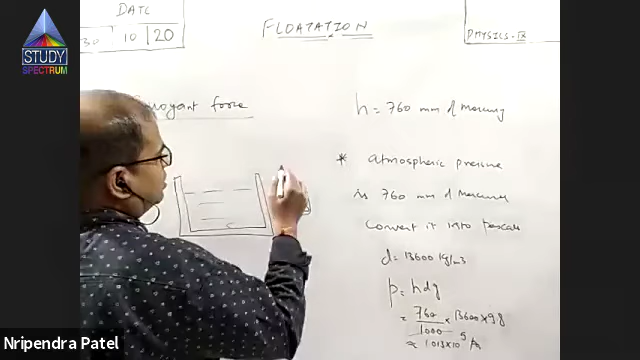 DATE
30 10 20
FLOATATION
PHYSICS-IX
STUDY
SPECTRUM
Buoyant force
h = 760 mm of mercury
* atmospheric pressure
is 760 mm of mercury
Convert it into Pascals
d = 13600 kg/m3
p = hdg
= 760/1000 × 13600 × 9.8
= 1.013 × 10^5 Pa
Nripendra Patel